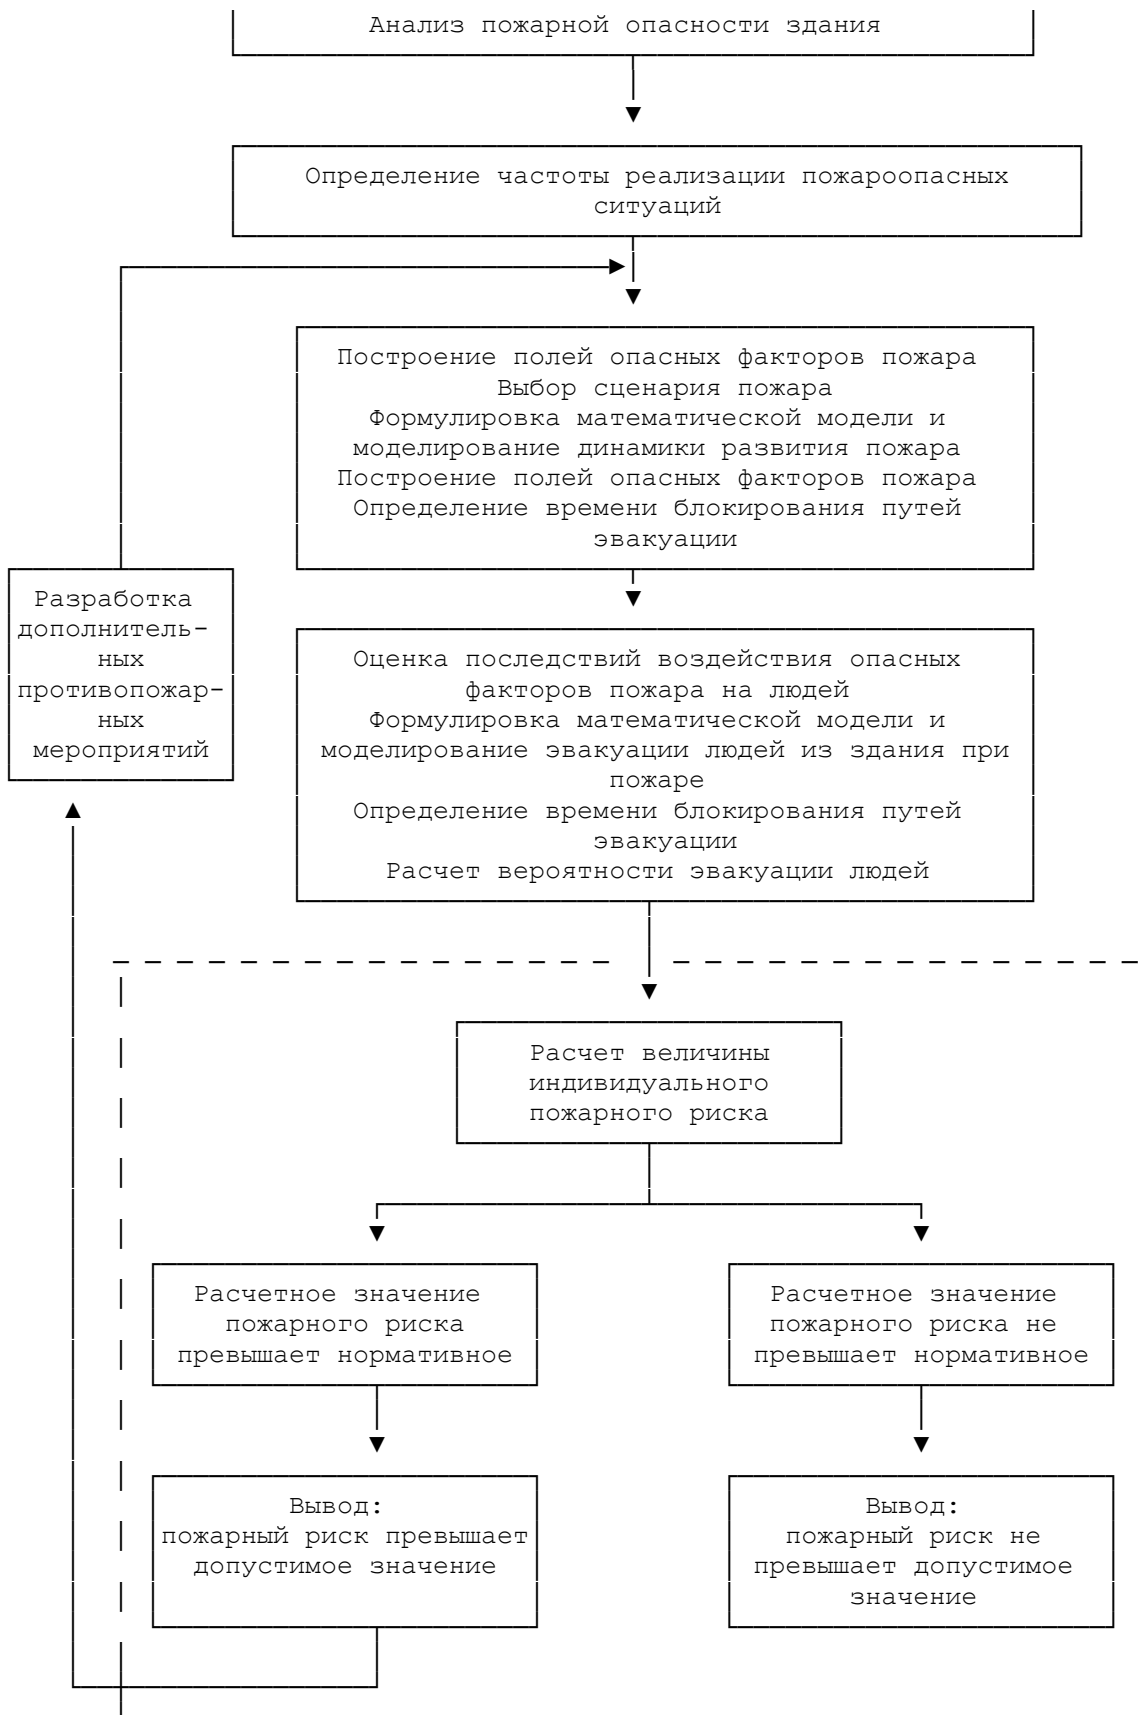 Анализ пожарной опасности здания
Определение частоты реализации пожароопасных
ситуаций
Построение полей опасных факторов пожара
Выбор сценария пожара
Формулировка математической модели и
моделирование динамики развития пожара
Построение полей опасных факторов пожара
Определение времени блокирования путей
эвакуации
Разработка
дополнитель-
ных
противопожар-
ных
мероприятий
Оценка последствий воздействия опасных
факторов пожара на людей
Формулировка математической модели и
моделирование эвакуации людей из здания при
пожаре
Определение времени блокирования путей
эвакуации
Расчет вероятности эвакуации людей
Расчет величины
индивидуального
пожарного риска
Расчетное значение
пожарного риска
превышает нормативное
Расчетное значение
пожарного риска не
превышает нормативное
Вывод:
пожарный риск превышает
допустимое значение
Вывод:
пожарный риск не
превышает допустимое
значение